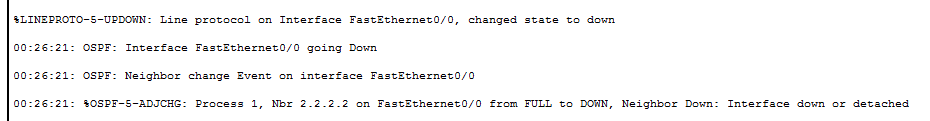 %LINEPROTO-5-UPDOWN: Line protocol on Interface FastEthernet0/0, changed state to down
00:26:21: OSPF: Interface FastEthernet0/0 going Down
00:26:21: OSPF: Neighbor change Event on interface FastEthernet0/0
00:26:21: %OSPF-5-ADJCHG: Process 1, Nbr 2.2.2.2 on FastEthernet0/0 from FULL to DOWN, Neighbor Down: Interface down or detached